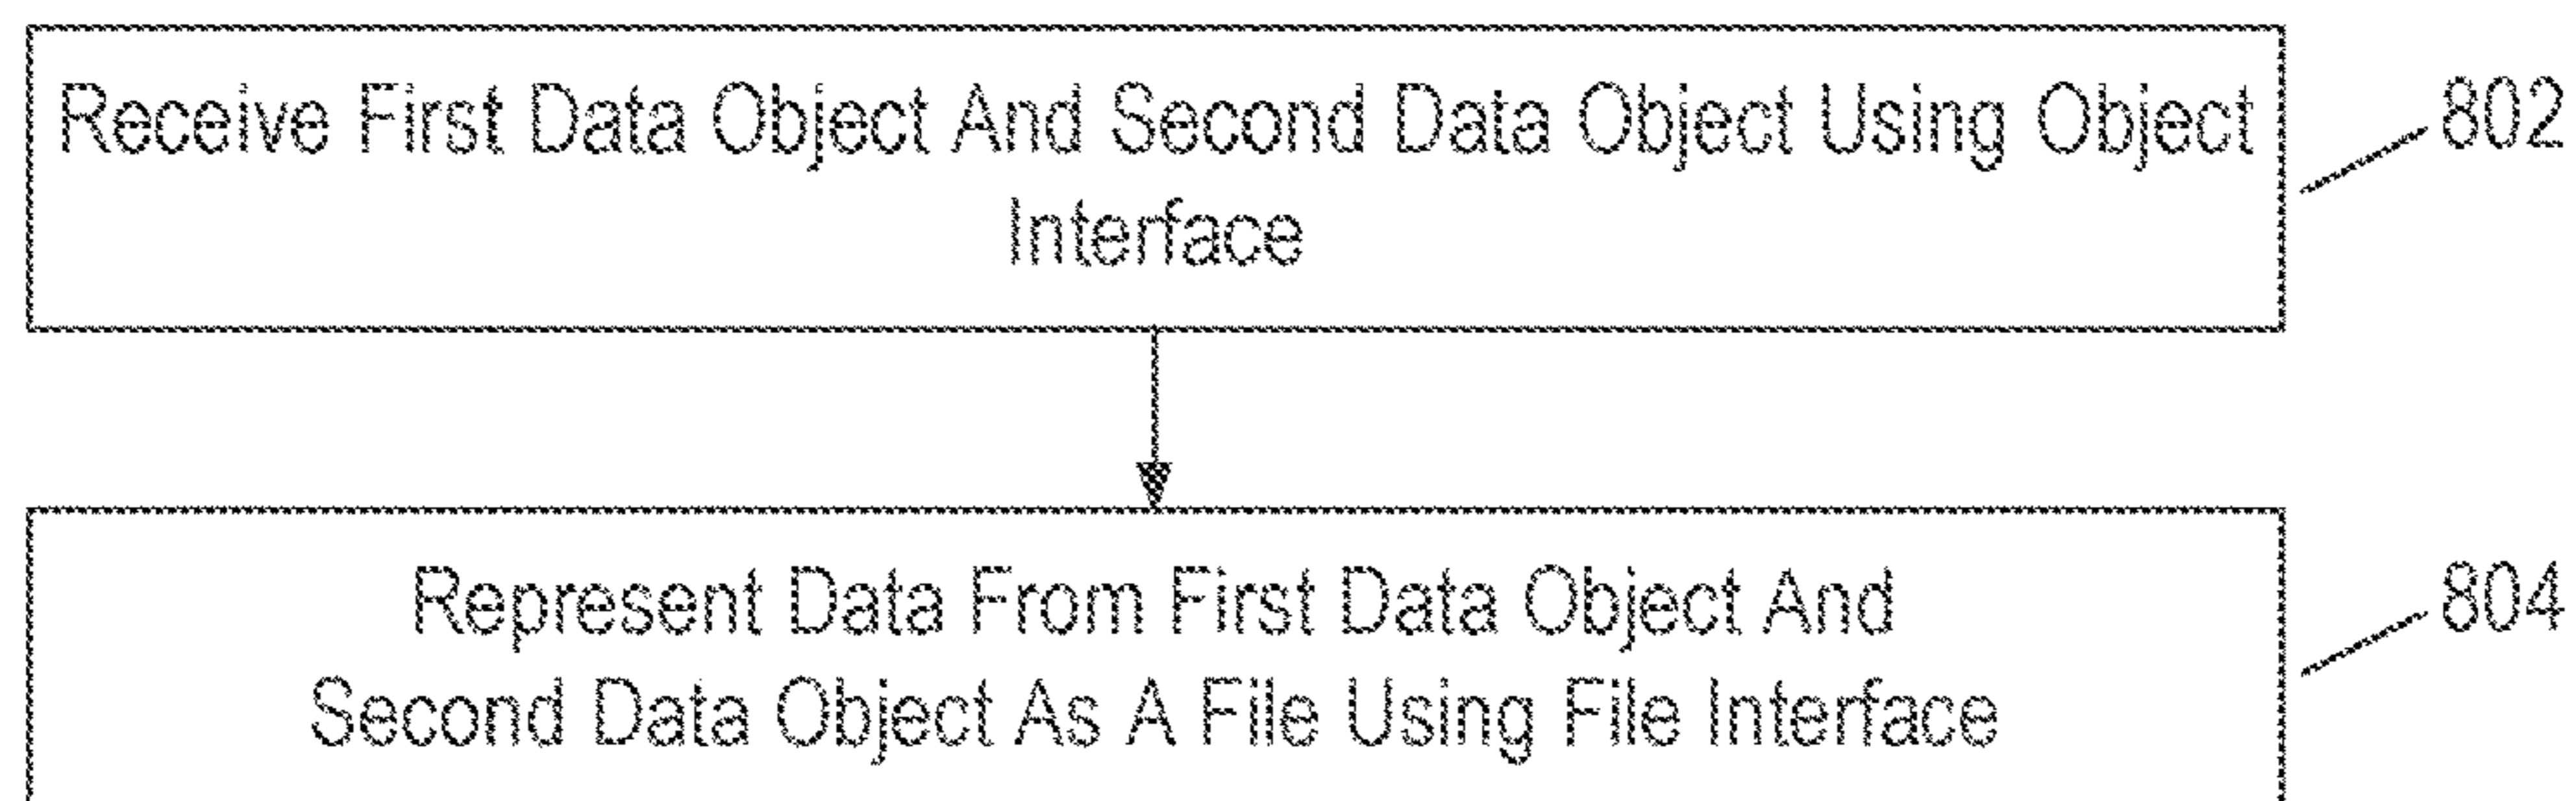 Receive First Data Object And Second Data Object Using Object
Interface
802
Represent Data From First Data Object And
Second Data Object As A File Using File Interface
804